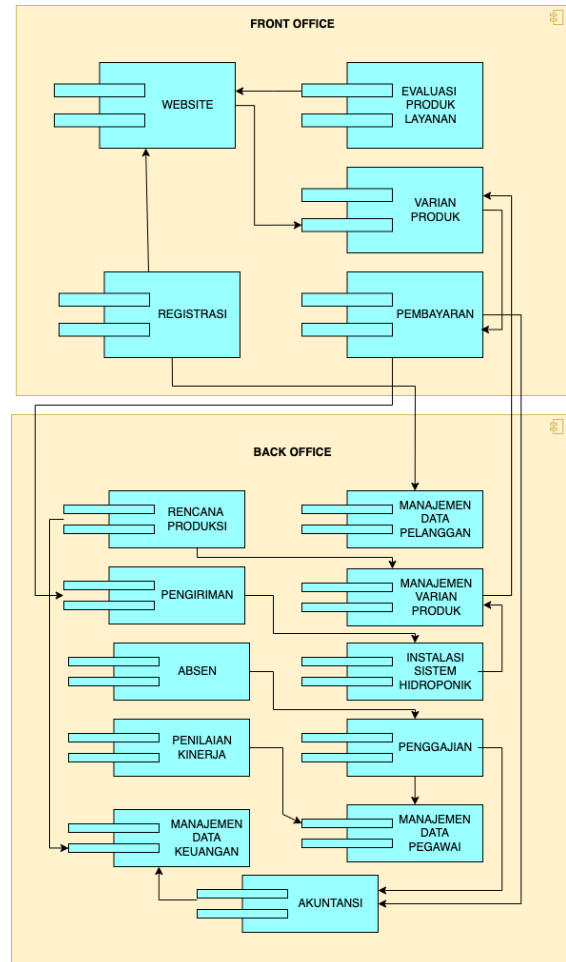 FRONT OFFICE
WEBSITE
EVALUASI
PRODUK
LAYANAN
VARIAN
PRODUK
REGISTRASI
PEMBAYARAN
BACK OFFICE
RENCANA
PRODUKSI
MANAJEMEN
DATA
PELANGGAN
PENGIRIMAN
MANAJEMEN
VARIAN
PRODUK
ABSEN
INSTALASI
SISTEM
HIDROPONIK
PENILAIAN
KINERJA
PENGGAJIAN
MANAJEMEN
DATA
KEUANGAN
MANAJEMEN
DATA
PEGAWAI
AKUNTANSI